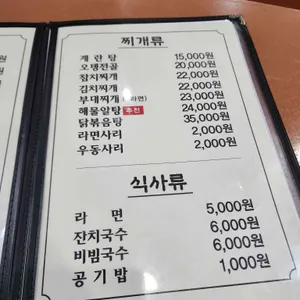 찌개류
계 란 탕 15,000원
오뎅전골 20,000원
참치찌개 22,000원
김치찌개 22,000원
부대찌개 (라면) 23,000원
해물알탕 추천 24,000원
닭볶음탕 35,000원
라면사리 2,000원
우동사리 2,000원
식사류
라 면 5,000원
잔치국수 6,000원
비빔국수 6,000원
공 기 밥 1,000원